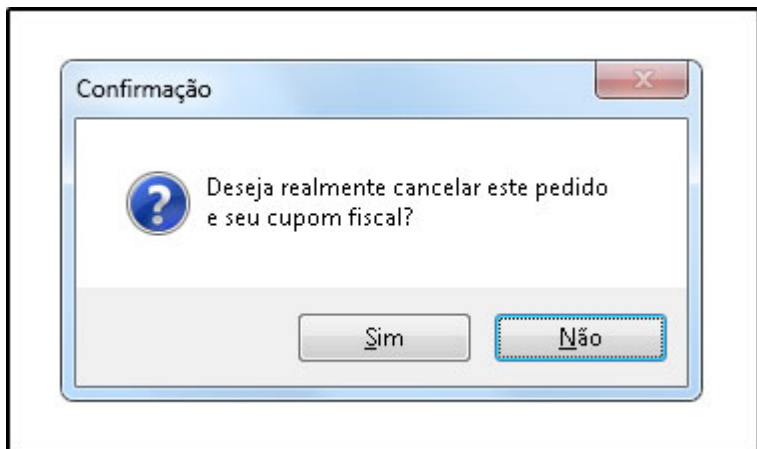 Confirmação
Deseja realmente cancelar este pedido
e seu cupom fiscal?
Sim
Não